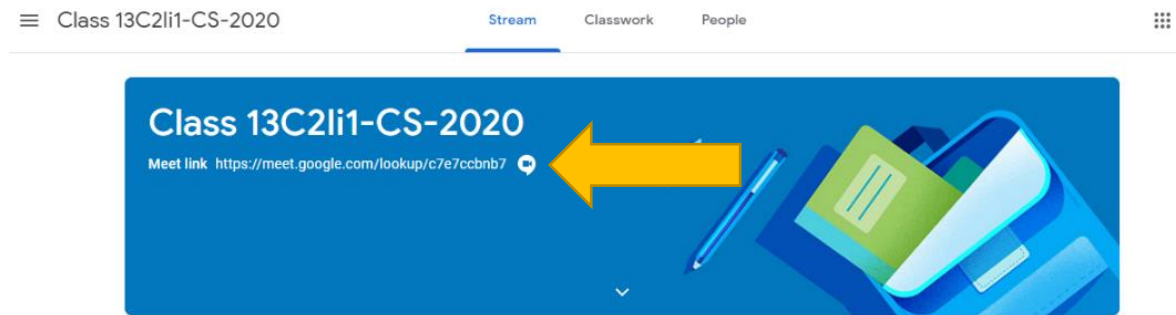 Class 13C2li1-CS-2020
Stream Classwork People
Class 13C2li1-CS-2020
Meet link https://meet.google.com/lookup/c7e7ccbnb7